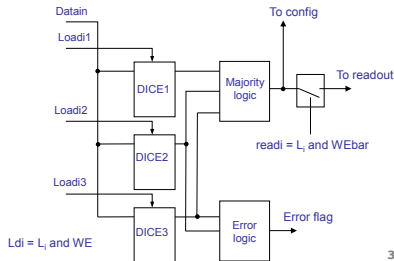 Datain
To config
Loadi1
DICE1
Majority
logic
To readout
Loadi2
DICE2
readi = Li and WEbar
Loadi3
DICE3
Error
logic
Error flag
Ldi = Li and WE
3